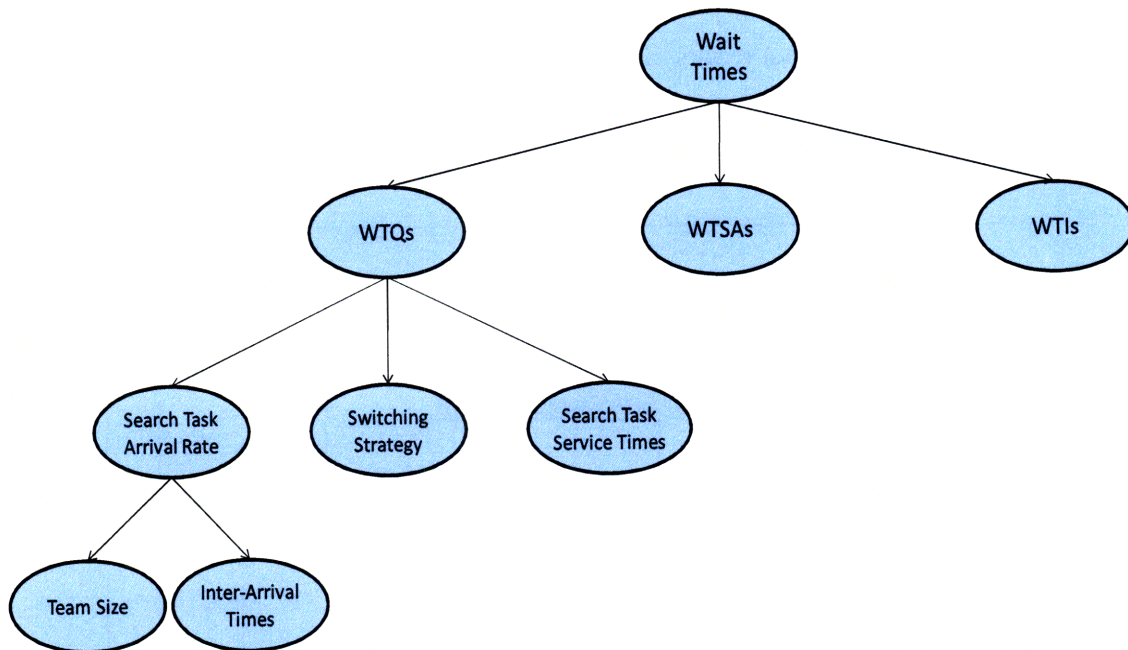 Wait
Times
WTQs
WTSAs
WTIs
Search Task
Arrival Rate
Switching
Strategy
Search Task
Service Times
Team Size
Inter-Arrival
Times